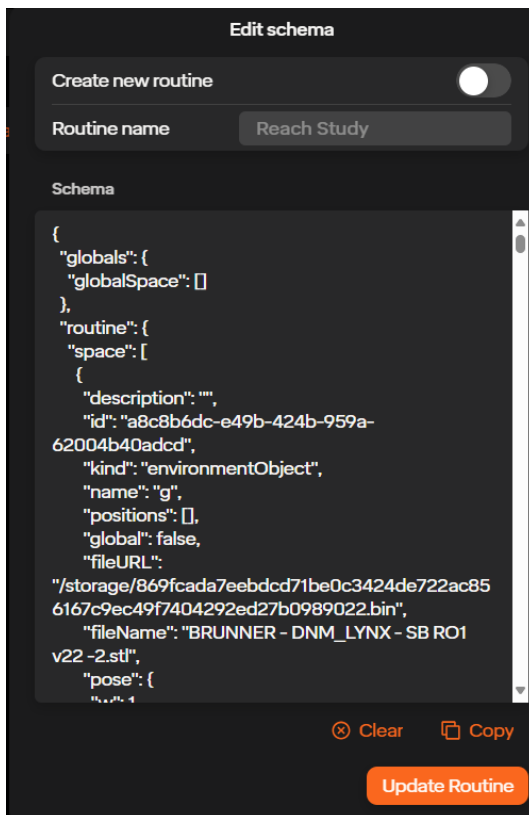 Edit schema
Create new routine
Routine name
Reach Study
Schema
{
"globals": {
"globalSpace": []
},
"routine": {
"space": [
{
"description": "",
"id": "a8c8b6dc-e49b-424b-959a-
62004b40adcd",
"kind": "environmentObject",
"name": "g",
"positions": [],
"global": false,
"fileURL":
"/storage/869fcada7eebdcd71be0c3424de722ac85
6167c9ec49f7404292ed27b0989022.bin",
"fileName": "BRUNNER - DNM_LYNX - SB RO1
v22 -2.stl",
"pose": {
"w": 1
Clear
Copy
Update Routine